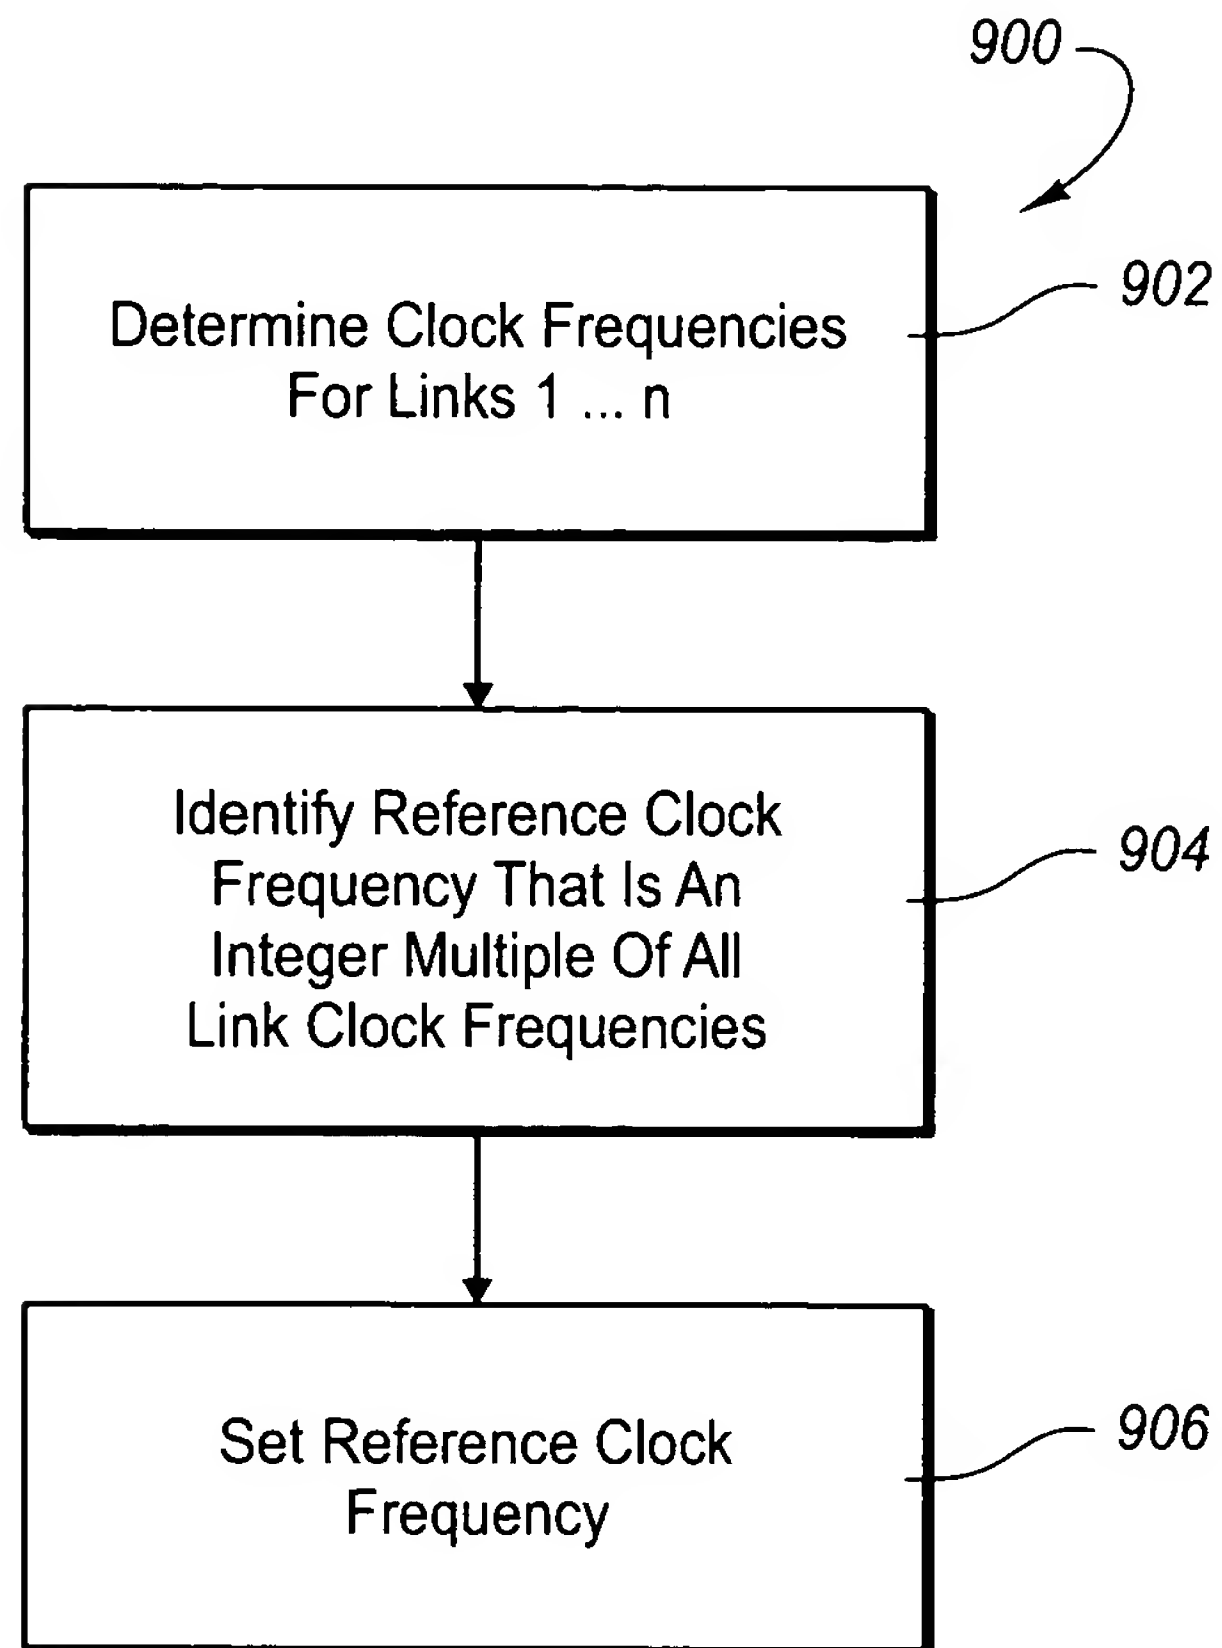 900
902
Determine Clock Frequencies
For Links 1 ... n
Identify Reference Clock
Frequency That Is An
Integer Multiple Of All
Link Clock Frequencies
904
Set Reference Clock
Frequency
906